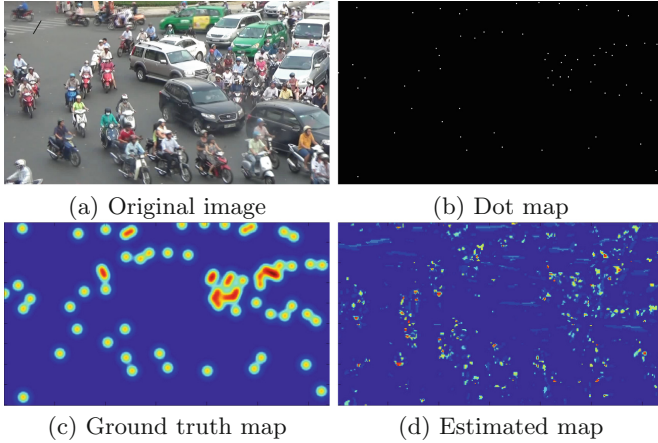 (a) Original image
(b) Dot map
(c) Ground truth map
(d) Estimated map